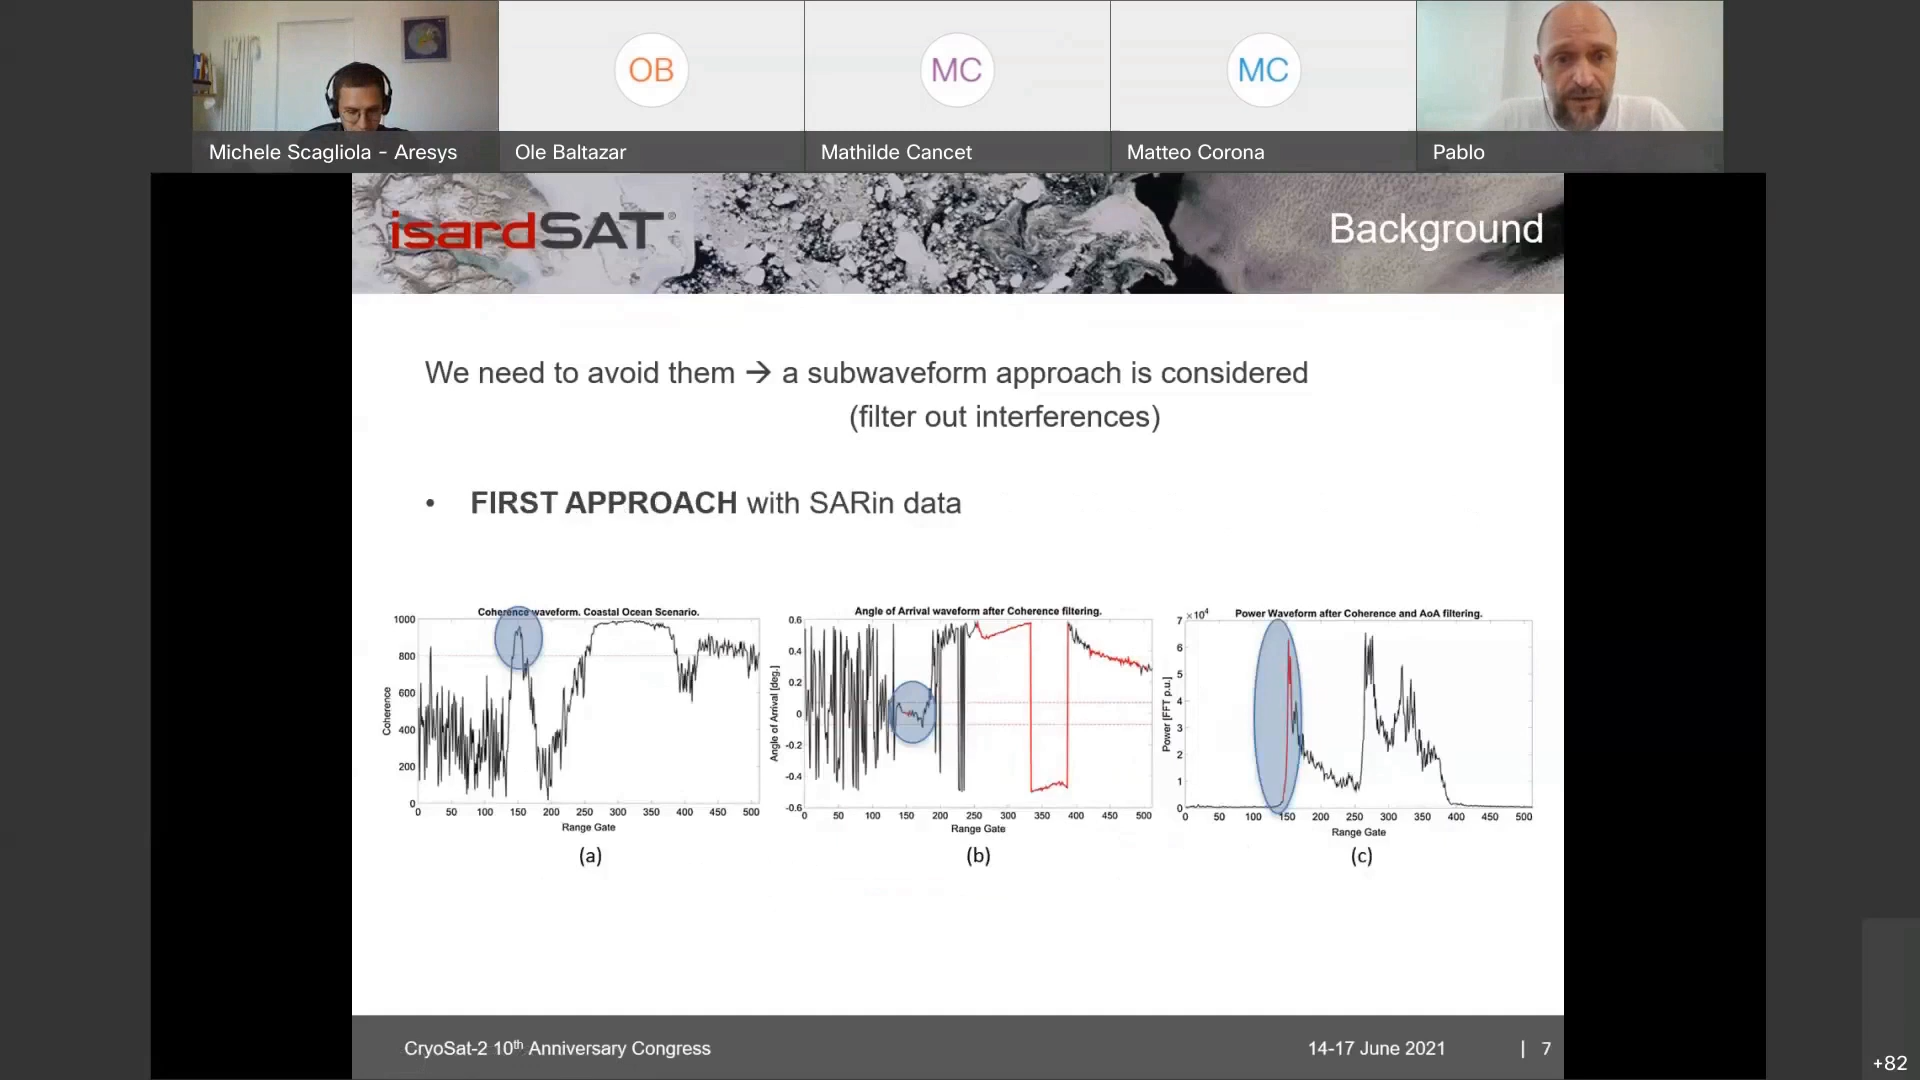 OB
MC
MC
Michele Scagliola - Aresys
Ole Baltazar
Mathilde Cancet
Matteo Corona
Pablo
isardSAT®
Background
We need to avoid them → a subwaveform approach is considered
(filter out interferences)
• FIRST APPROACH with SARin data
Coherence waveform. Coastal Ocean Scenario.
1000
800
600
400
200
0
Coherence
0 50 100 150 200 250 300 350 400 450 500
Range Gate
(a)
Angle of Arrival waveform after Coherence filtering.
0.6
0.4
0.2
0
-0.2
-0.4
-0.6
Angle of Arrival [deg.]
0 50 100 150 200 250 300 350 400 450 500
Range Gate
(b)
Power Waveform after Coherence and AoA filtering.
×10⁴
7
6
5
4
3
2
1
0
Power [FFT p.u.]
0 50 100 150 200 250 300 350 400 450 500
Range Gate
(c)
CryoSat-2 10th Anniversary Congress
14-17 June 2021
| 7
+82